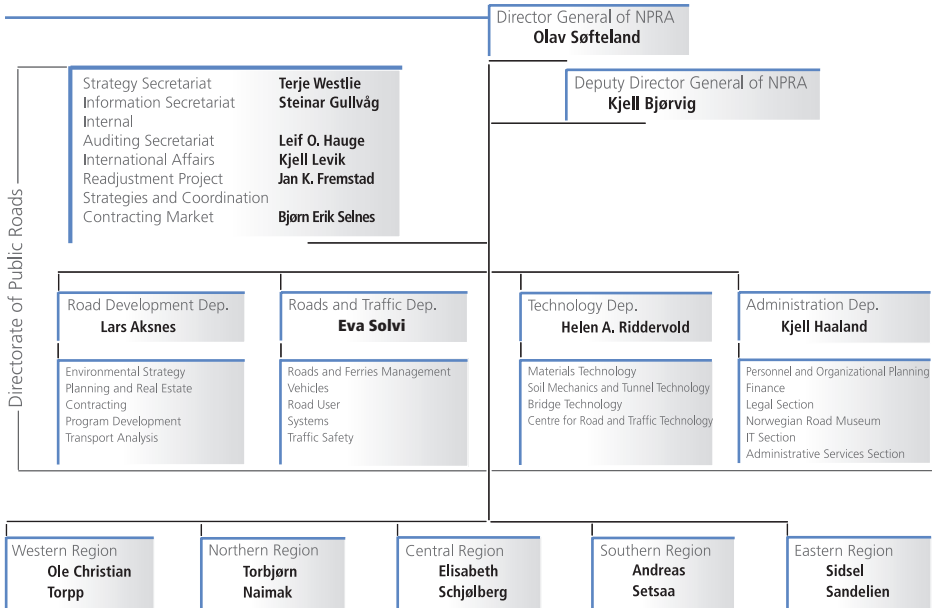 Director General of NPRA
Olav Søfteland
Deputy Director General of NPRA
Kjell Bjørvig
Directorate of Public Roads
Strategy Secretariat Terje Westlie
Information Secretariat Steinar Gullvåg
Internal
Auditing Secretariat Leif O. Hauge
International Affairs Kjell Levik
Readjustment Project Jan K. Fremstad
Strategies and Coordination
Contracting Market Bjørn Erik Selnes
Road Development Dep.
Lars Aksnes
Environmental Strategy
Planning and Real Estate
Contracting
Program Development
Transport Analysis
Roads and Traffic Dep.
Eva Solvi
Roads and Ferries Management
Vehicles
Road User
Systems
Traffic Safety
Technology Dep.
Helen A. Riddervold
Materials Technology
Soil Mechanics and Tunnel Technology
Bridge Technology
Centre for Road and Traffic Technology
Administration Dep.
Kjell Haaland
Personnel and Organizational Planning
Finance
Legal Section
Norwegian Road Museum
IT Section
Administrative Services Section
Western Region
Ole Christian
Torpp
Northern Region
Torbjørn
Naimak
Central Region
Elisabeth
Schjølberg
Southern Region
Andreas
Setsaa
Eastern Region
Sidsel
Sandelien